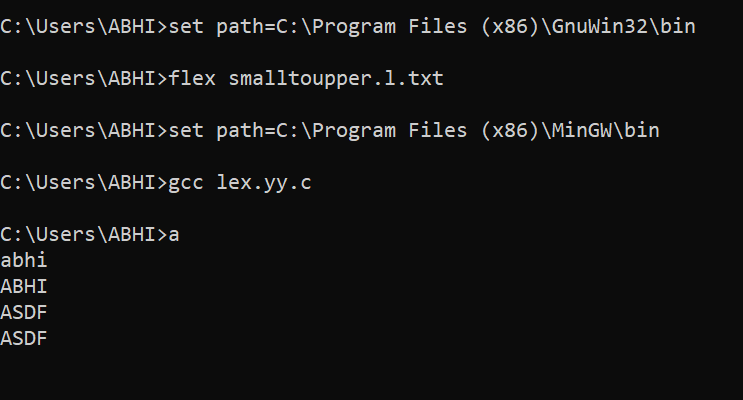 C:\Users\ABHI>set path=C:\Program Files (x86)\GnuWin32\bin
C:\Users\ABHI>flex smalltoupper.l.txt
C:\Users\ABHI>set path=C:\Program Files (x86)\MinGW\bin
C:\Users\ABHI>gcc lex.yy.c
C:\Users\ABHI>a
abhi
ABHI
ASDF
ASDF